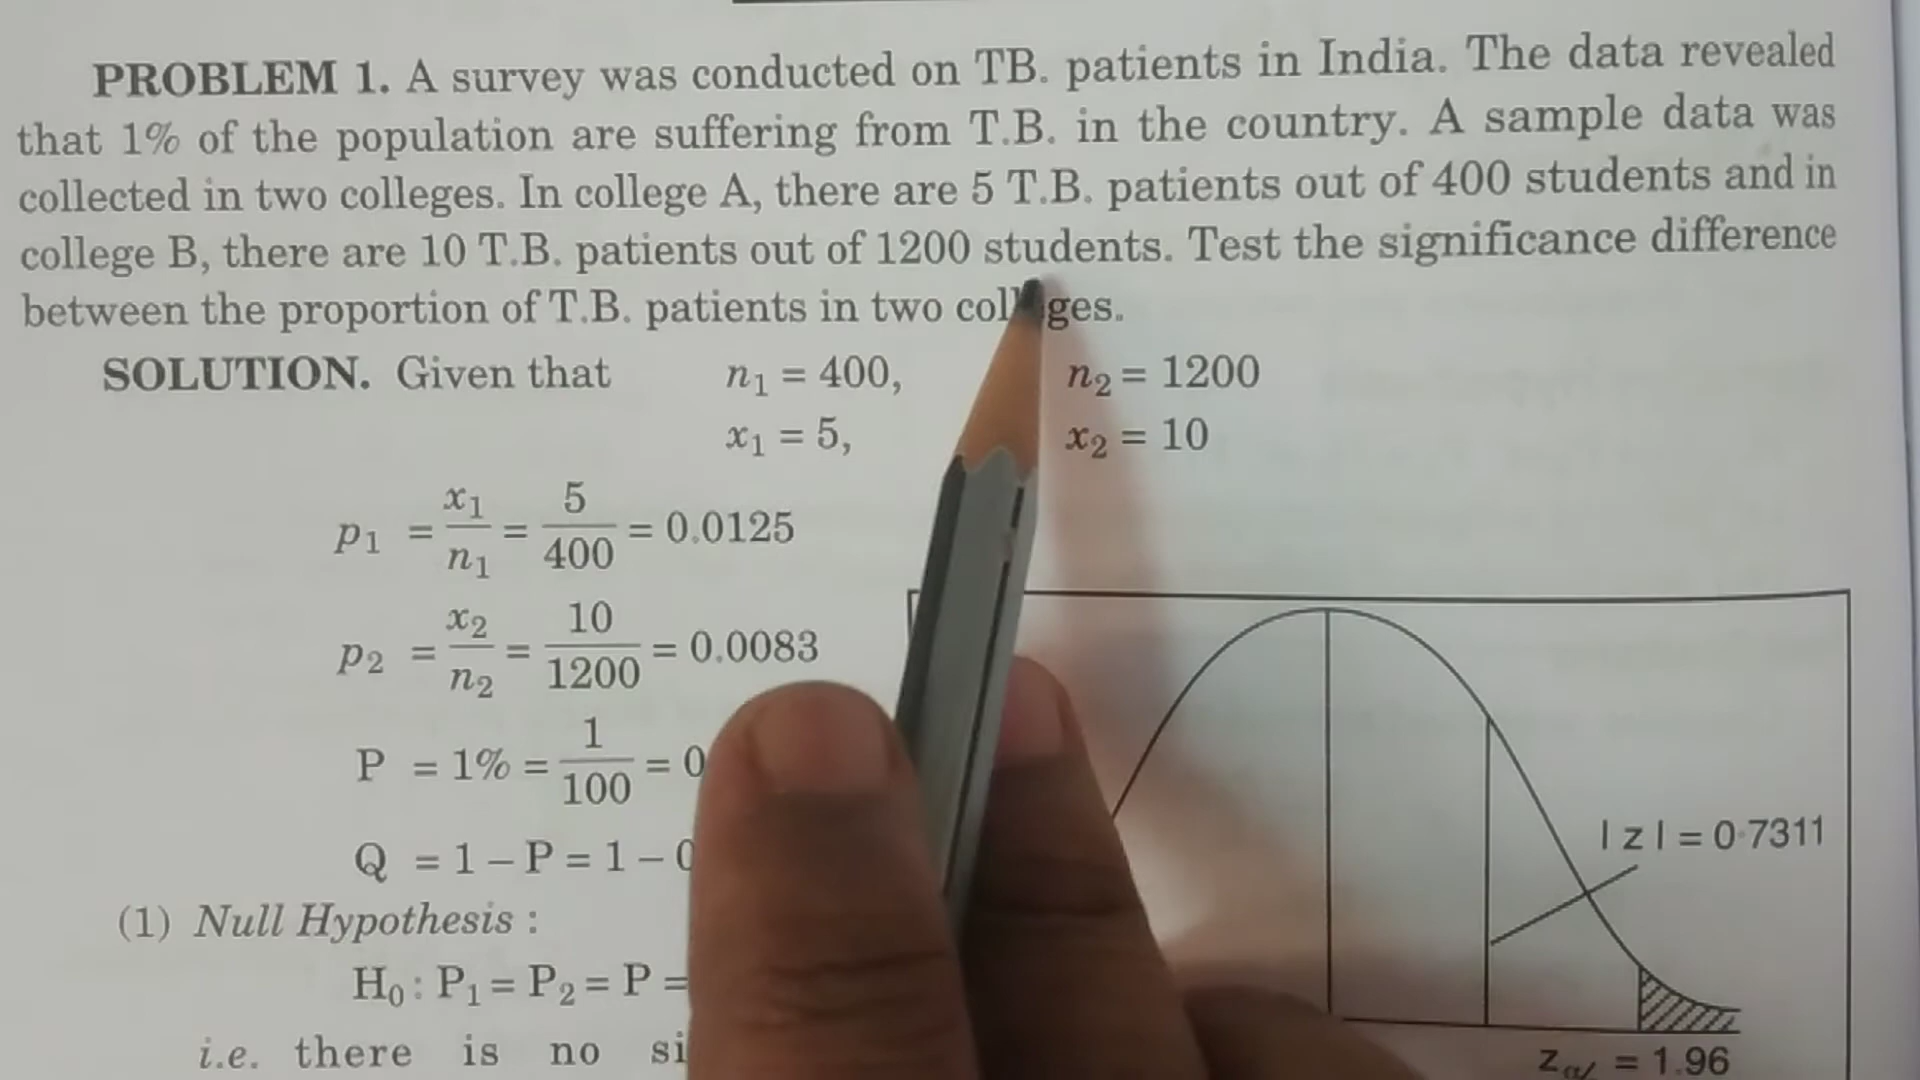 PROBLEM 1. A survey was conducted on TB. patients in India. The data revealed
that 1% of the population are suffering from T.B. in the country. A sample data was
collected in two colleges. In college A, there are 5 T.B. patients out of 400 students and in
college B, there are 10 T.B. patients out of 1200 students. Test the significance difference
between the proportion of T.B. patients in two
SOLUTION. Given that n₁ = 400, n₂ = 1200
x₁ = 5, x₂ = 10
p₁ = x₁/n₁ = 5/400 = 0.0125
p₂ = x₂/n₂ = 10/1200 = 0.0083
P = 1% = 1/100 = 0
Q = 1 – P = 1 –
| z | = 0·7311
(1) Null Hypothesis :
H₀ : P₁ = P₂ = P =
i.e. there is no
= 1.96